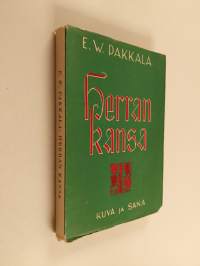 E. W. PAKKALA
Herran
kansa
KUVA JA SANA
E. W. PAKKALA HERRAN KANSA